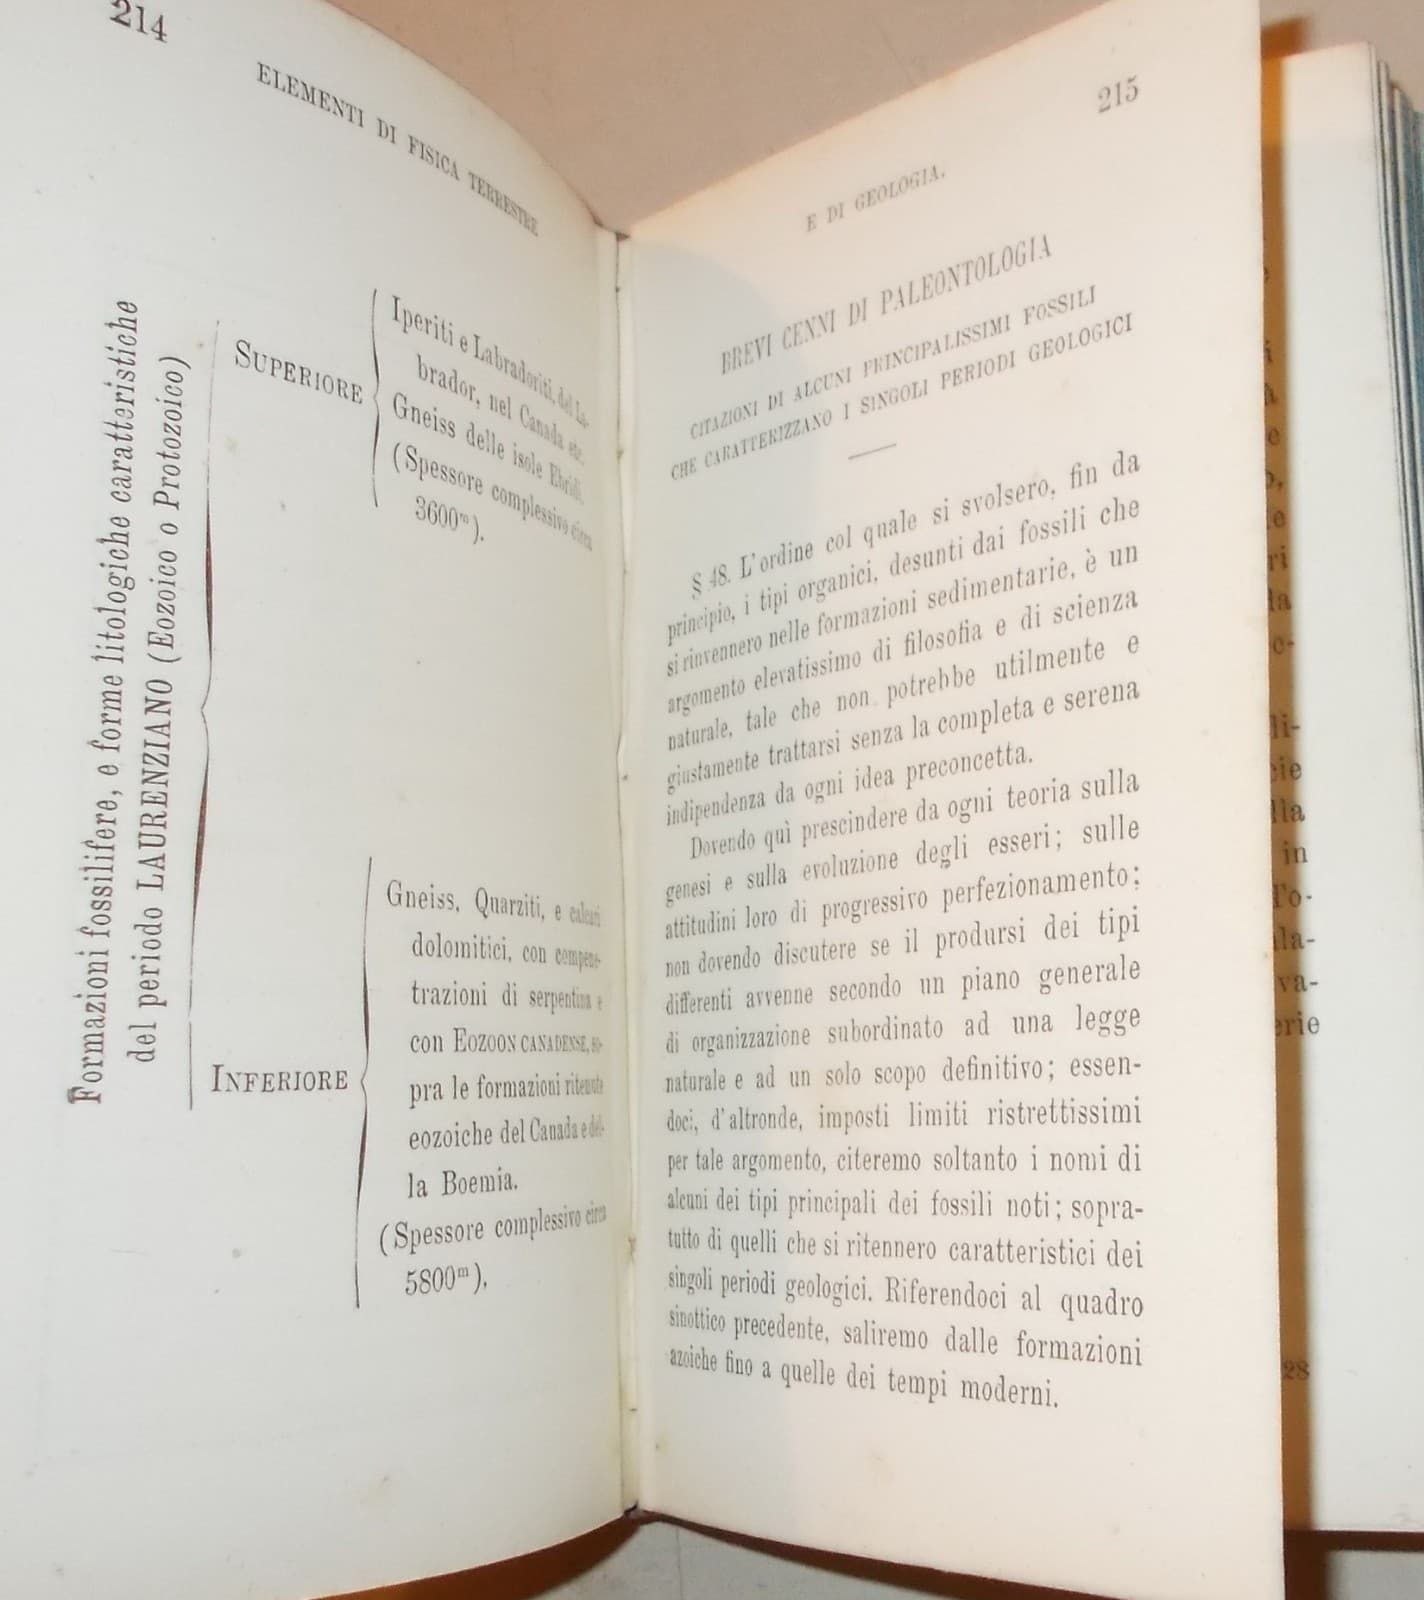 214
ELEMENTI DI FISICA TERRESTRE
Formazioni fossilifere, e forme litologiche caratteristiche
del periodo LAURENZIANO (Eozoico o Protozoico)
SUPERIORE
Iperiti e Labradoriti, del La-
brador, nel Canada etc.
Gneiss delle isole Ebridi.
(Spessore complessivo circa
3600m).
INFERIORE
Gneiss, Quarziti, e calcari
dolomitici, con compene-
trazioni di serpentina e
con EOZOON CANADENSE, so-
pra le formazioni ritenute
eozoiche del Canada e del-
la Boemia.
(Spessore complessivo circa
5800m).
215
E DI GEOLOGIA.
BREVI CENNI DI PALEONTOLOGIA
CITAZIONI DI ALCUNI PRINCIPALISSIMI FOSSILI
CHE CARATTERIZZANO I SINGOLI PERIODI GEOLOGICI
§ 48. L'ordine col quale si svolsero, fin da
principio, i tipi organici, desunti dai fossili che
si rinvennero nelle formazioni sedimentarie, è un
argomento elevatissimo di filosofia e di scienza
naturale, tale che non potrebbe utilmente e
giustamente trattarsi senza la completa e serena
indipendenza da ogni idea preconcetta.
Dovendo quì prescindere da ogni teoria sulla
genesi e sulla evoluzione degli esseri; sulle
attitudini loro di progressivo perfezionamento;
non dovendo discutere se il prodursi dei tipi
differenti avvenne secondo un piano generale
di organizzazione subordinato ad una legge
naturale e ad un solo scopo definitivo; essen-
doci, d'altronde, imposti limiti ristrettissimi
per tale argomento, citeremo soltanto i nomi di
alcuni dei tipi principali dei fossili noti; sopra-
tutto di quelli che si ritennero caratteristici dei
singoli periodi geologici. Riferendoci al quadro
sinottico precedente, saliremo dalle formazioni
azoiche fino a quelle dei tempi moderni.
28